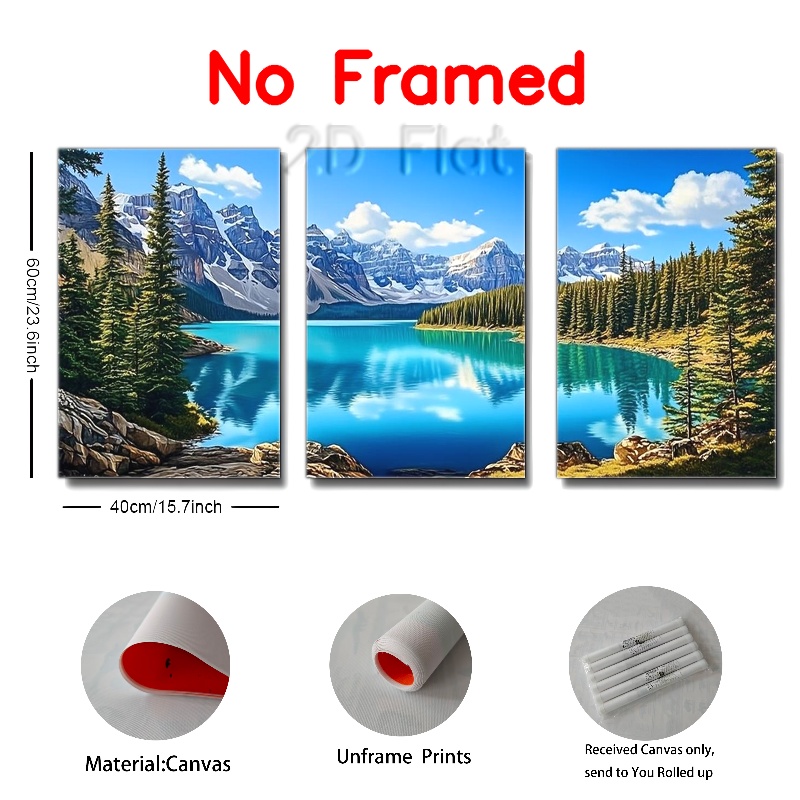 No Framed
2D Flat
60cm/23.6inch
40cm/15.7inch
Material:Canvas
Unframe Prints
Received Canvas only,
send to You Rolled up